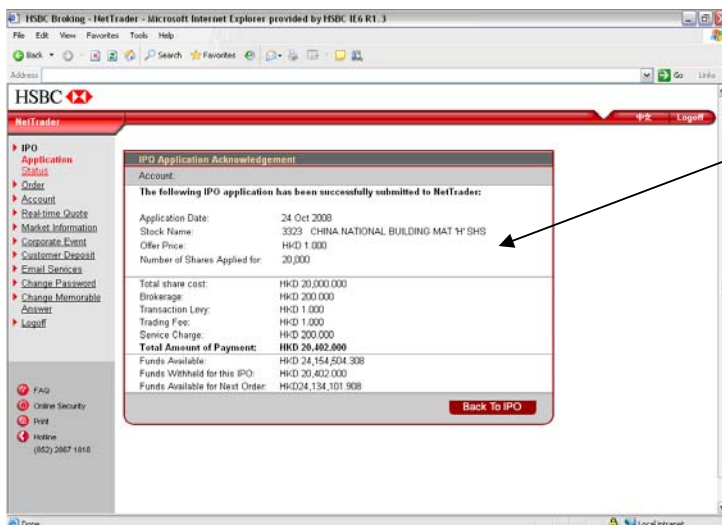 HSBC Broking - NetTrader - Microsoft Internet Explorer provided by HSBC IE6 R1.3
File Edit View Favorites Tools Help
Back Search Favorites
Address Go Links
HSBC
NetTrader 中文 Logoff
IPO
Application
Status
Order
Account
Real-time Quote
Market Information
Corporate Event
Customer Deposit
Email Services
Change Password
Change Memorable
Answer
Logoff
FAQ
Online Security
Print
Hotline
(852) 2867 1818
IPO Application Acknowledgement
Account:
The following IPO application has been successfully submitted to NetTrader:
Application Date: 24 Oct 2008
Stock Name: 3323 CHINA NATIONAL BUILDING MAT 'H' SHS
Offer Price: HKD 1.000
Number of Shares Applied for: 20,000
Total share cost: HKD 20,000.000
Brokerage: HKD 200.000
Transaction Levy: HKD 1.000
Trading Fee: HKD 1.000
Service Charge: HKD 200.000
Total Amount of Payment: HKD 20,402.000
Funds Available: HKD 24,154,504.308
Funds Withheld for this IPO: HKD 20,402.000
Funds Available for Next Order: HKD24,134,101.908
Back To IPO
Done Local intranet